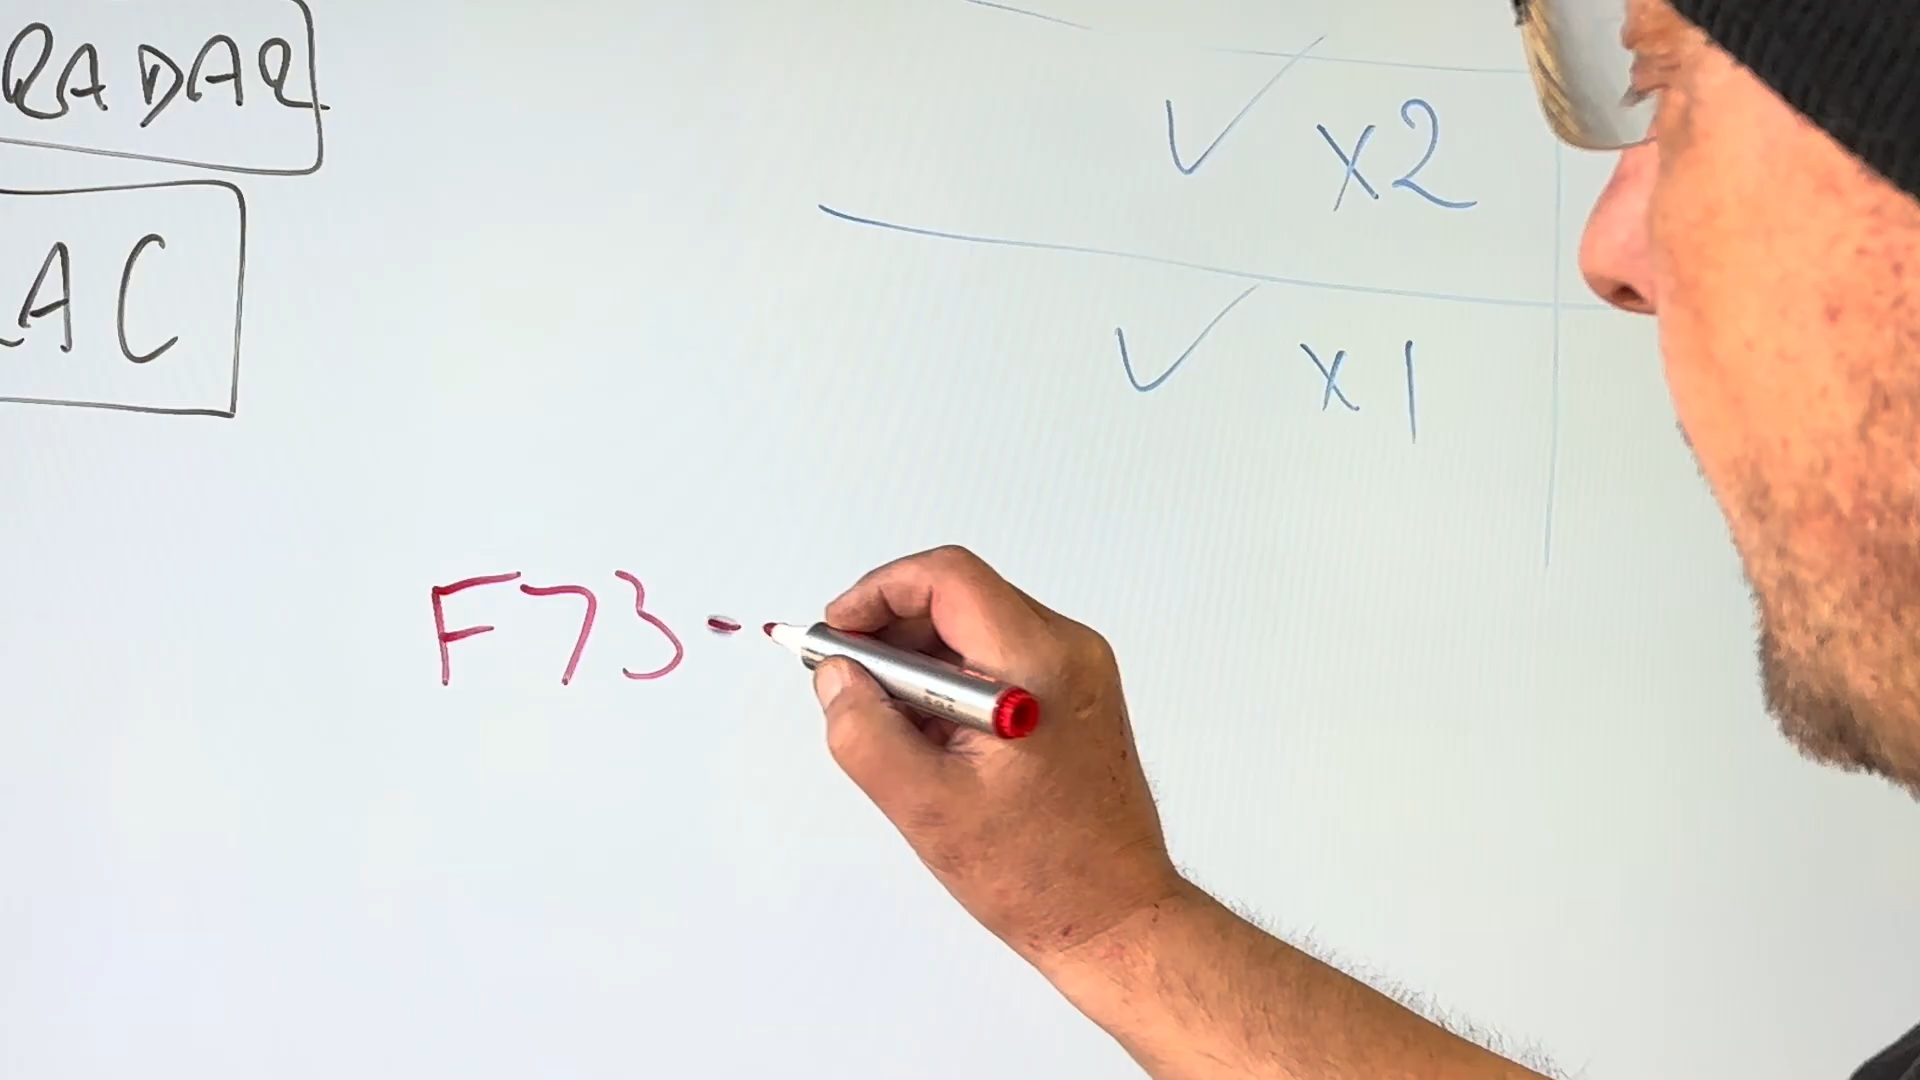 RADAR
✓ x2
AC
✓ x1
F73-